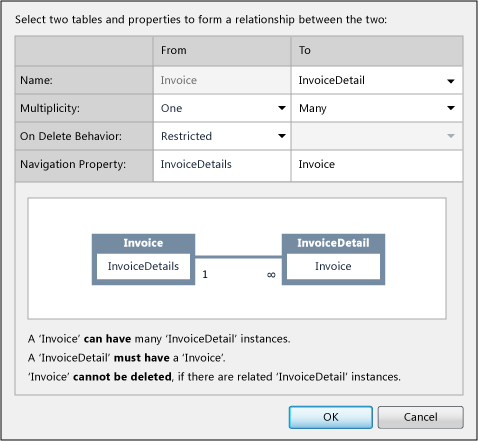 Select two tables and properties to form a relationship between the two:
From To
Name: Invoice InvoiceDetail
Multiplicity: One Many
On Delete Behavior: Restricted
Navigation Property: InvoiceDetails Invoice
Invoice InvoiceDetail
InvoiceDetails Invoice
1 ∞
A 'Invoice' can have many 'InvoiceDetail' instances.
A 'InvoiceDetail' must have a 'Invoice'.
'Invoice' cannot be deleted, if there are related 'InvoiceDetail' instances.
OK Cancel